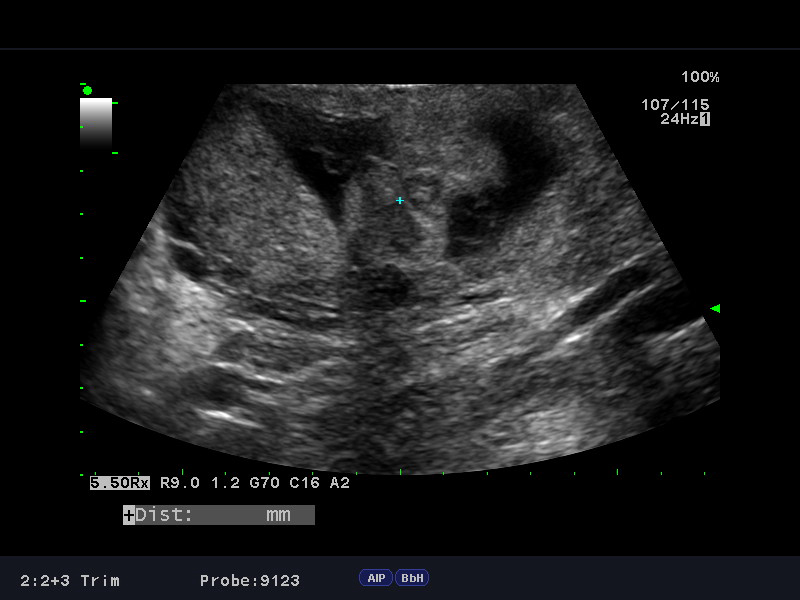 100%
107/115
24Hz1
5.50Rx R9.0 1.2 G70 C16 A2
+Dist: mm
2:2+3 Trim Probe:9123 AIP BbH